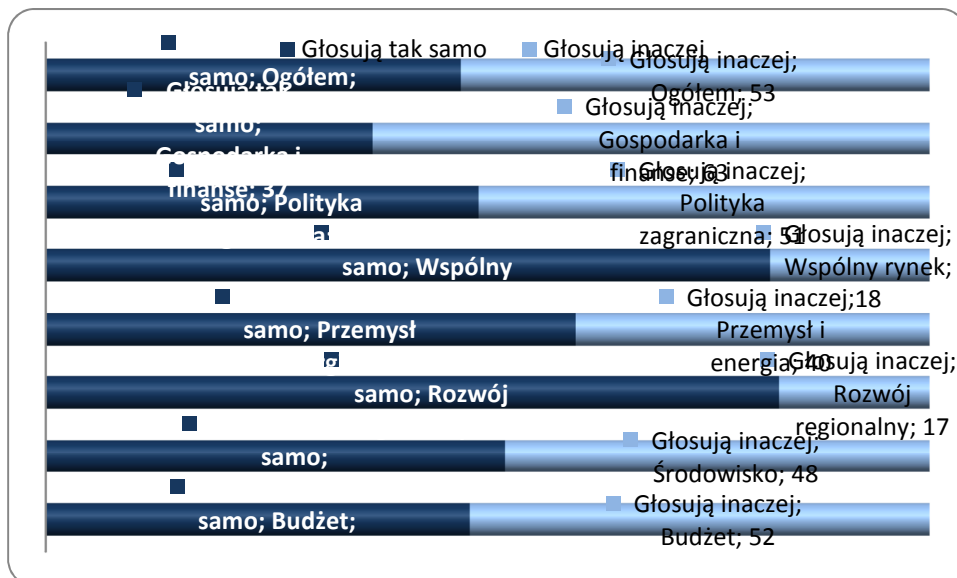 Głosują tak samo
Głosują inaczej
samo; Ogółem;
Głosują inaczej;
Ogółem; 53
Głosują tak
samo;
Gospodarka i
finanse; 37
Głosują inaczej;
Gospodarka i
finanse; 63
samo; Polityka
Głosują inaczej;
Polityka
zagraniczna; 51
samo; Wspólny
Głosują inaczej;
Wspólny rynek;
18
samo; Przemysł
Głosują inaczej;
Przemysł i
energia; 40
samo; Rozwój
Głosują inaczej;
Rozwój
regionalny; 17
samo;
Głosują inaczej;
Środowisko; 48
samo; Budżet;
Głosują inaczej;
Budżet; 52